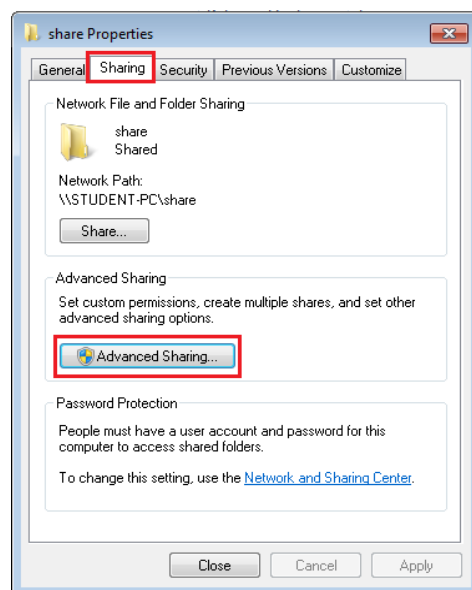 share Properties
General Sharing Security Previous Versions Customize
Network File and Folder Sharing
share
Shared
Network Path:
\\STUDENT-PC\share
Share...
Advanced Sharing
Set custom permissions, create multiple shares, and set other
advanced sharing options.
Advanced Sharing...
Password Protection
People must have a user account and password for this
computer to access shared folders.
To change this setting, use the Network and Sharing Center.
Close Cancel Apply